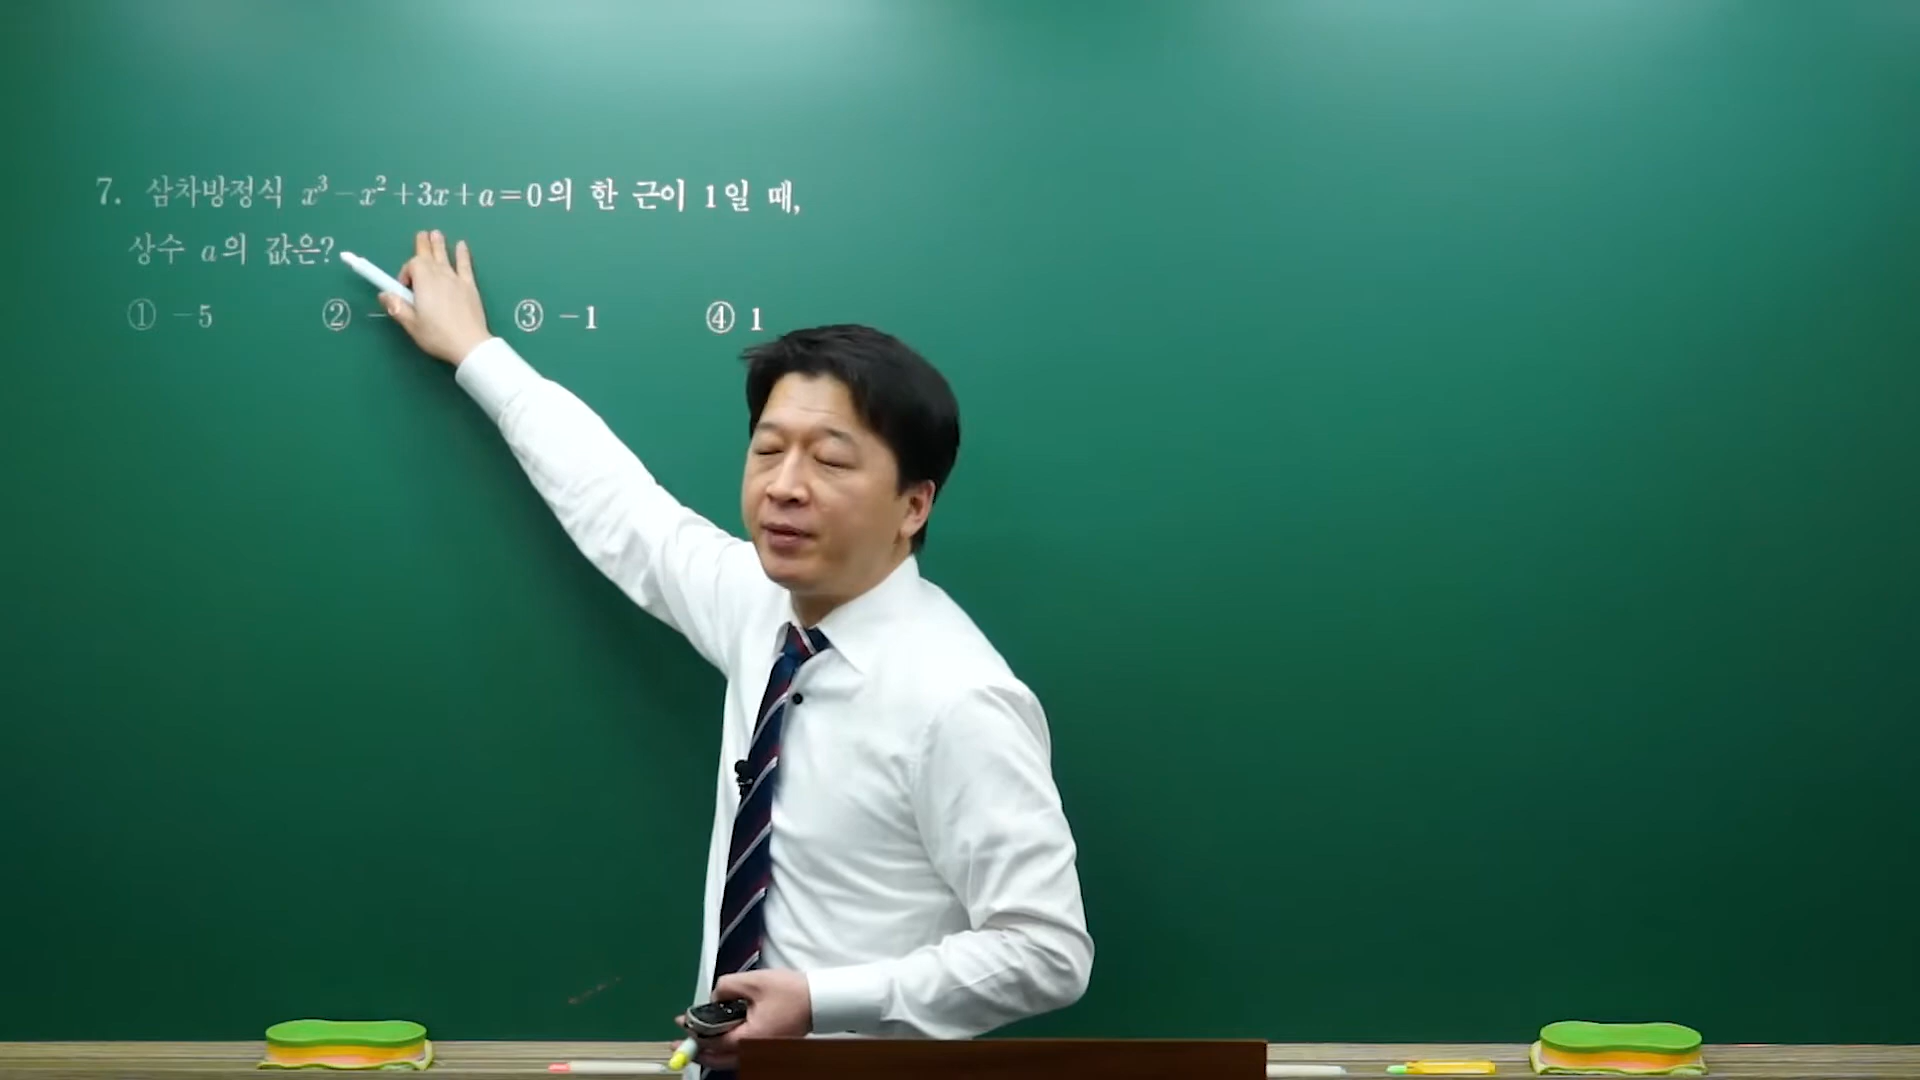 7. 삼차방정식 x³-x²+3x+a=0의 한 근이 1일 때,
상수 a의 값은?
① -5 ② - ③ -1 ④ 1